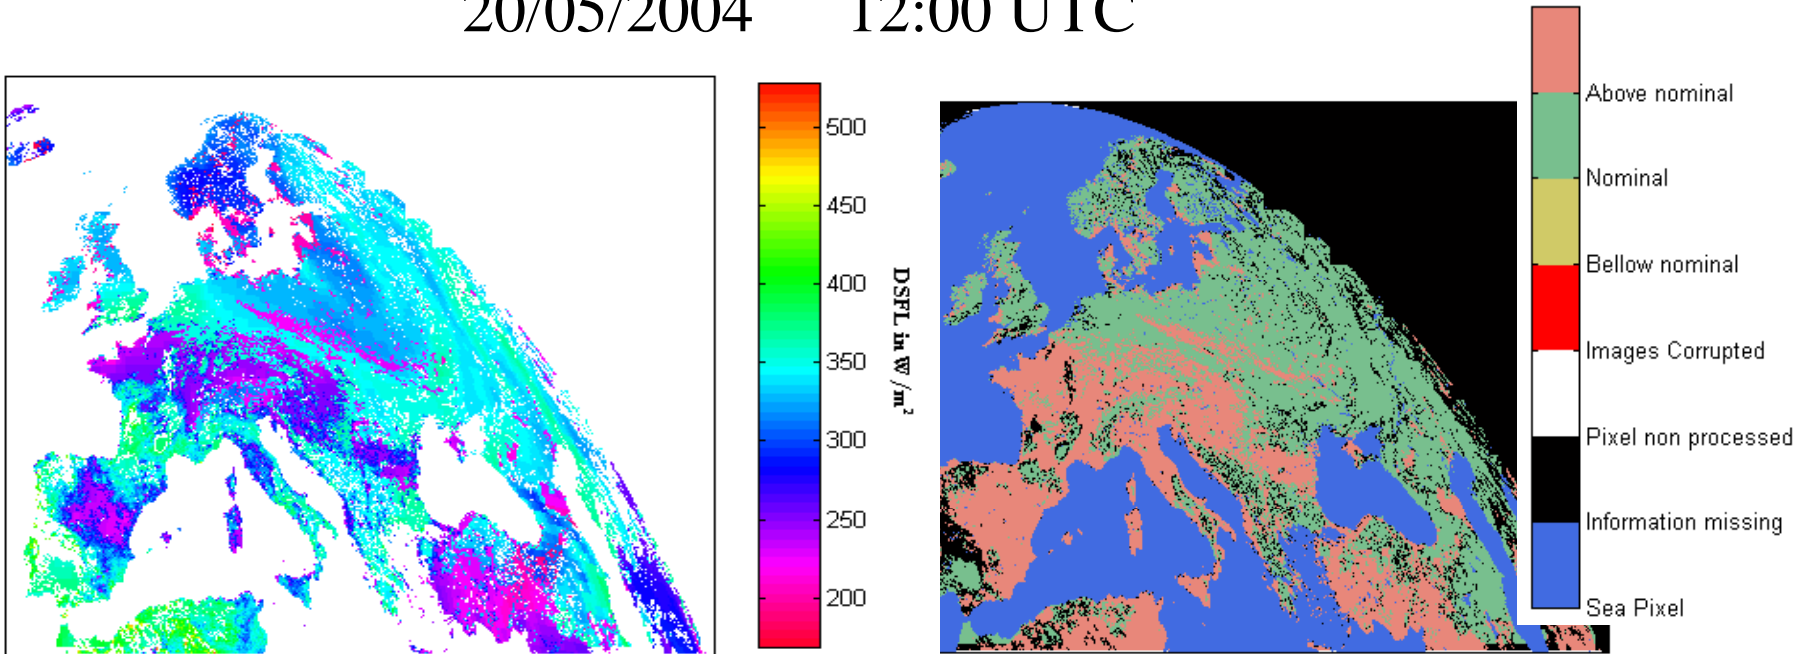 20/05/2004 12:00 UTC
500
450
400
350
300
250
200
DSFL in W/m²
Above nominal
Nominal
Bellow nominal
Images Corrupted
Pixel non processed
Information missing
Sea Pixel